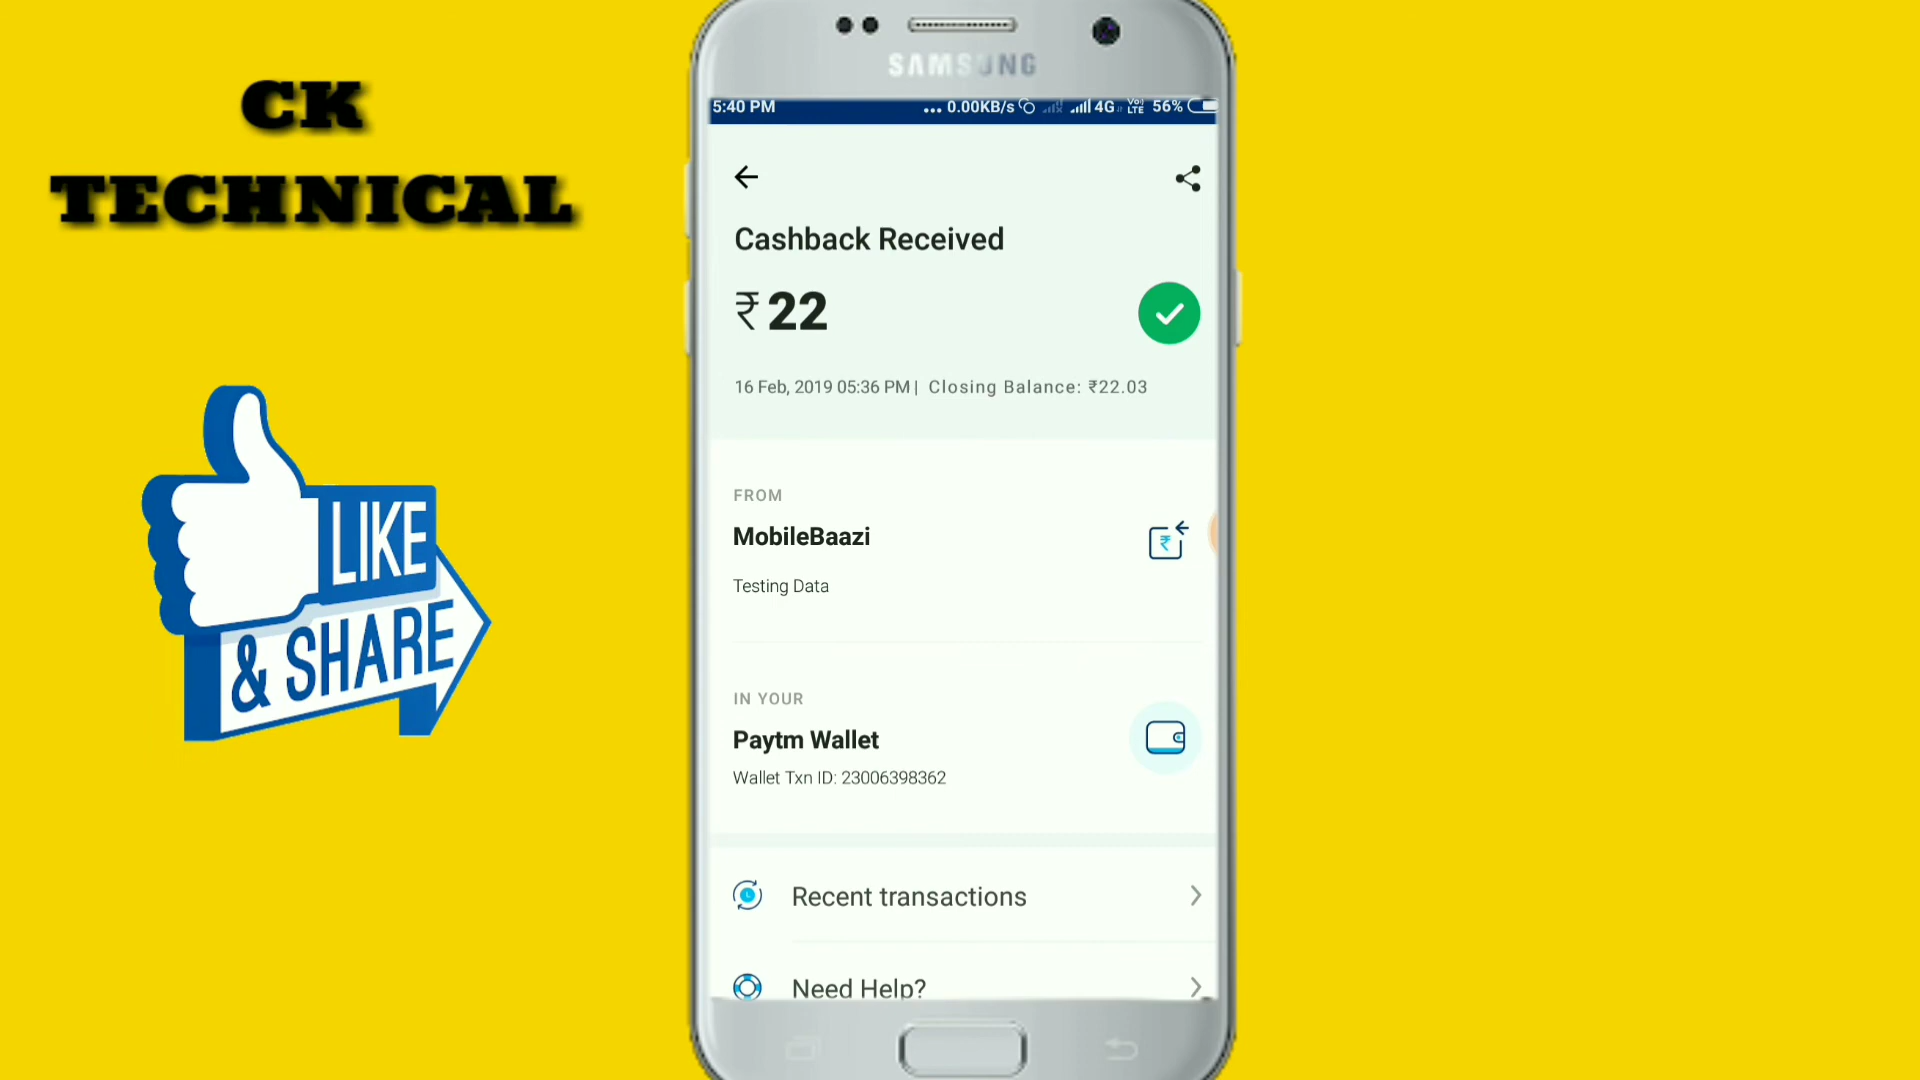 CK
TECHNICAL
LIKE
& SHARE
SAMSUNG
5:40 PM ... 0.00KB/s 4G Vo) LTE 56%
Cashback Received
₹22
16 Feb, 2019 05:36 PM | Closing Balance: ₹22.03
FROM
MobileBaazi
₹
Testing Data
IN YOUR
Paytm Wallet
Wallet Txn ID: 23006398362
Recent transactions
Need Help?